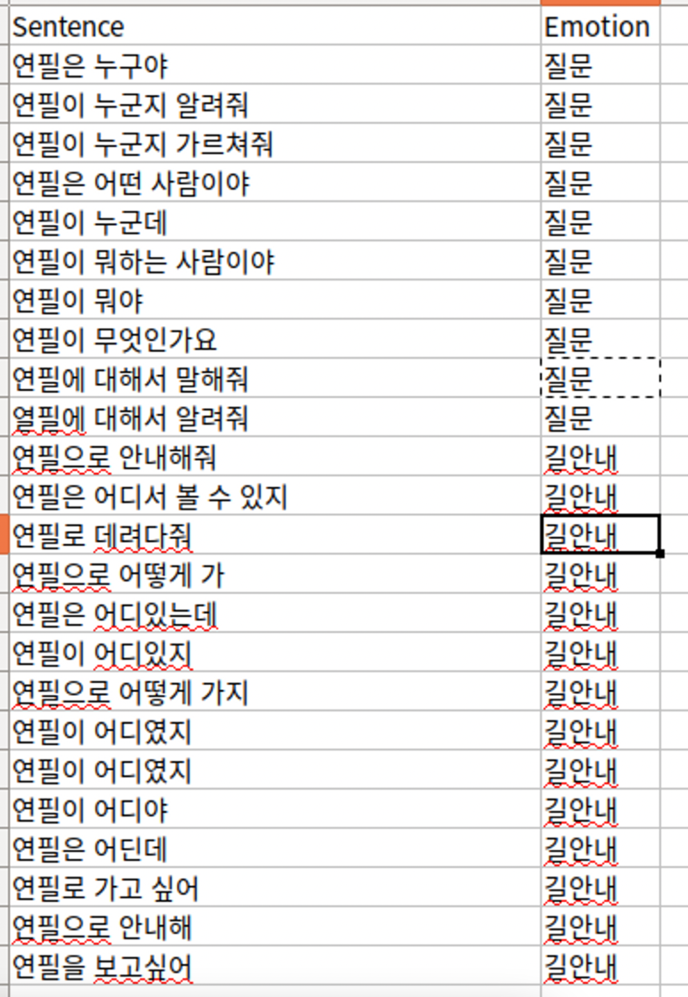 Sentence Emotion
연필은 누구야 질문
연필이 누군지 알려줘 질문
연필이 누군지 가르쳐줘 질문
연필은 어떤 사람이야 질문
연필이 누군데 질문
연필이 뭐하는 사람이야 질문
연필이 뭐야 질문
연필이 무엇인가요 질문
연필에 대해서 말해줘 질문
열필에 대해서 알려줘 질문
연필으로 안내해줘 길안내
연필은 어디서 볼 수 있지 길안내
연필로 데려다줘 길안내
연필으로 어떻게 가 길안내
연필은 어디있는데 길안내
연필이 어디있지 길안내
연필으로 어떻게 가지 길안내
연필이 어디였지 길안내
연필이 어디였지 길안내
연필이 어디야 길안내
연필은 어딘데 길안내
연필로 가고 싶어 길안내
연필으로 안내해 길안내
연필을 보고싶어 길안내